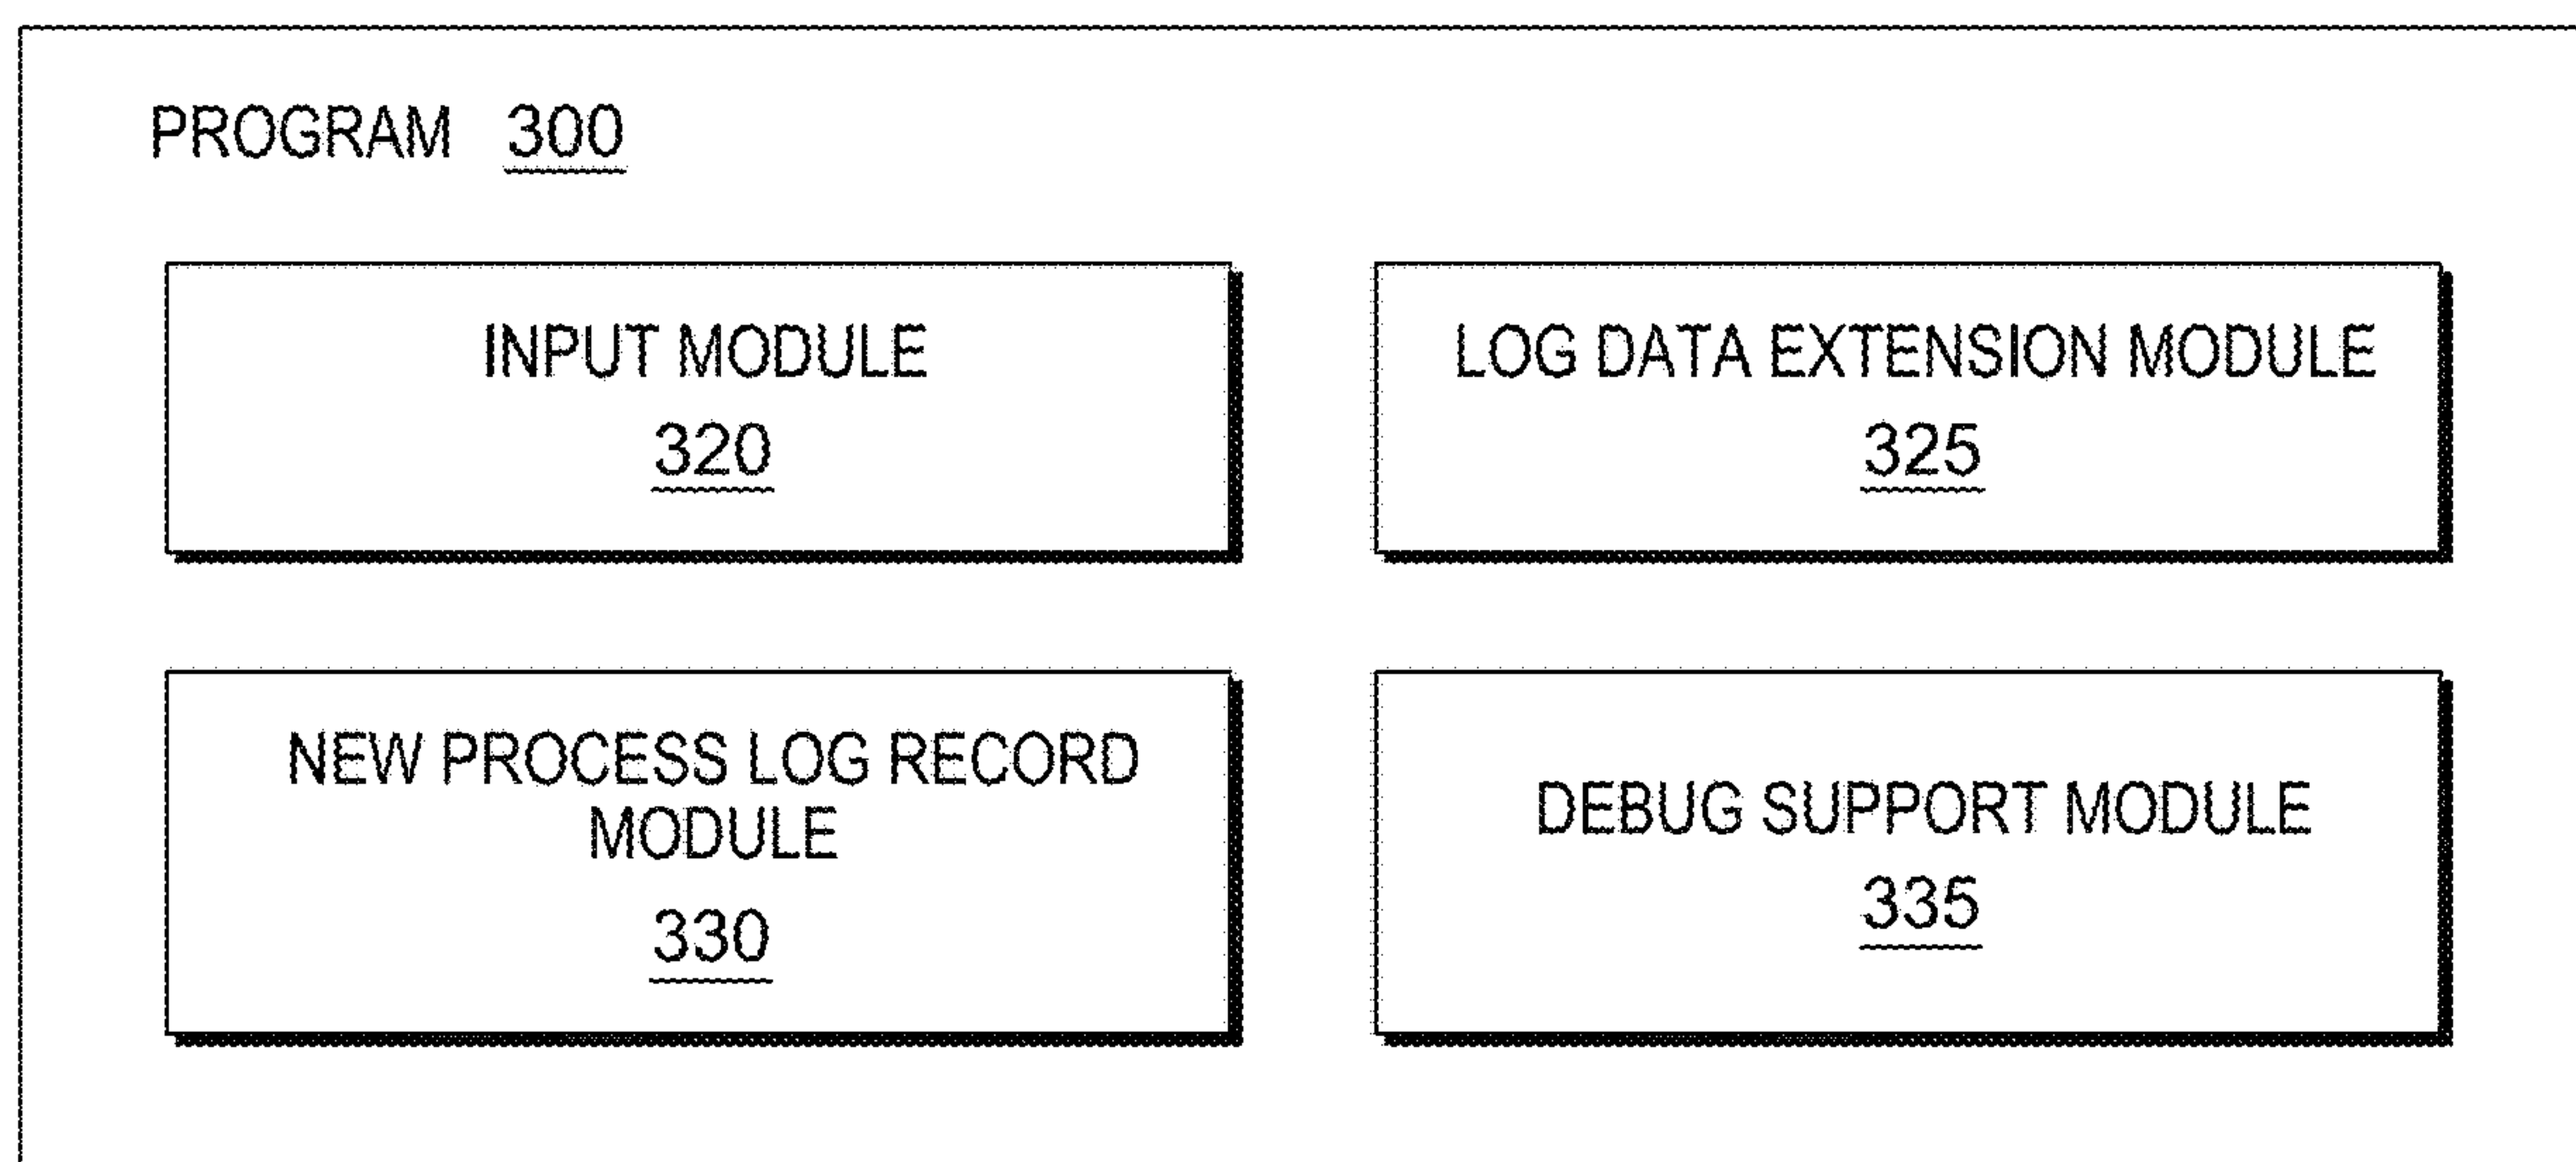 PROGRAM 300
INPUT MODULE
320
LOG DATA EXTENSION MODULE
325
NEW PROCESS LOG RECORD
MODULE
330
DEBUG SUPPORT MODULE
335